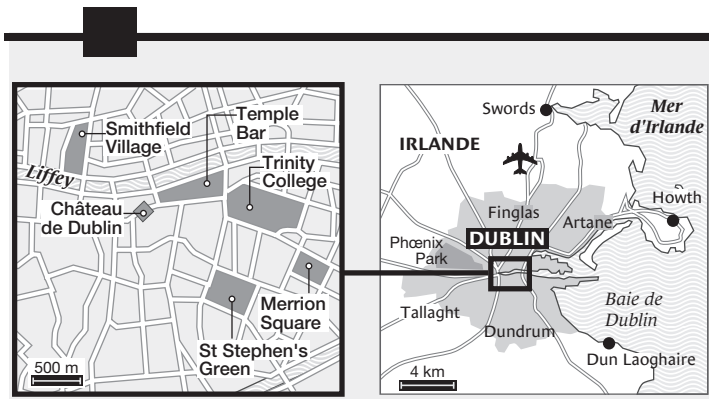 Temple
Bar
Smithfield
Village
Trinity
College
Liffey
Château
de Dublin
Merrion
Square
St Stephen's
Green
500 m
Swords
Mer
d'Irlande
IRLANDE
Howth
Finglas
Artane
Phœnix
Park
DUBLIN
Baie de
Dublin
Tallaght
Dundrum
Dun Laoghaire
4 km